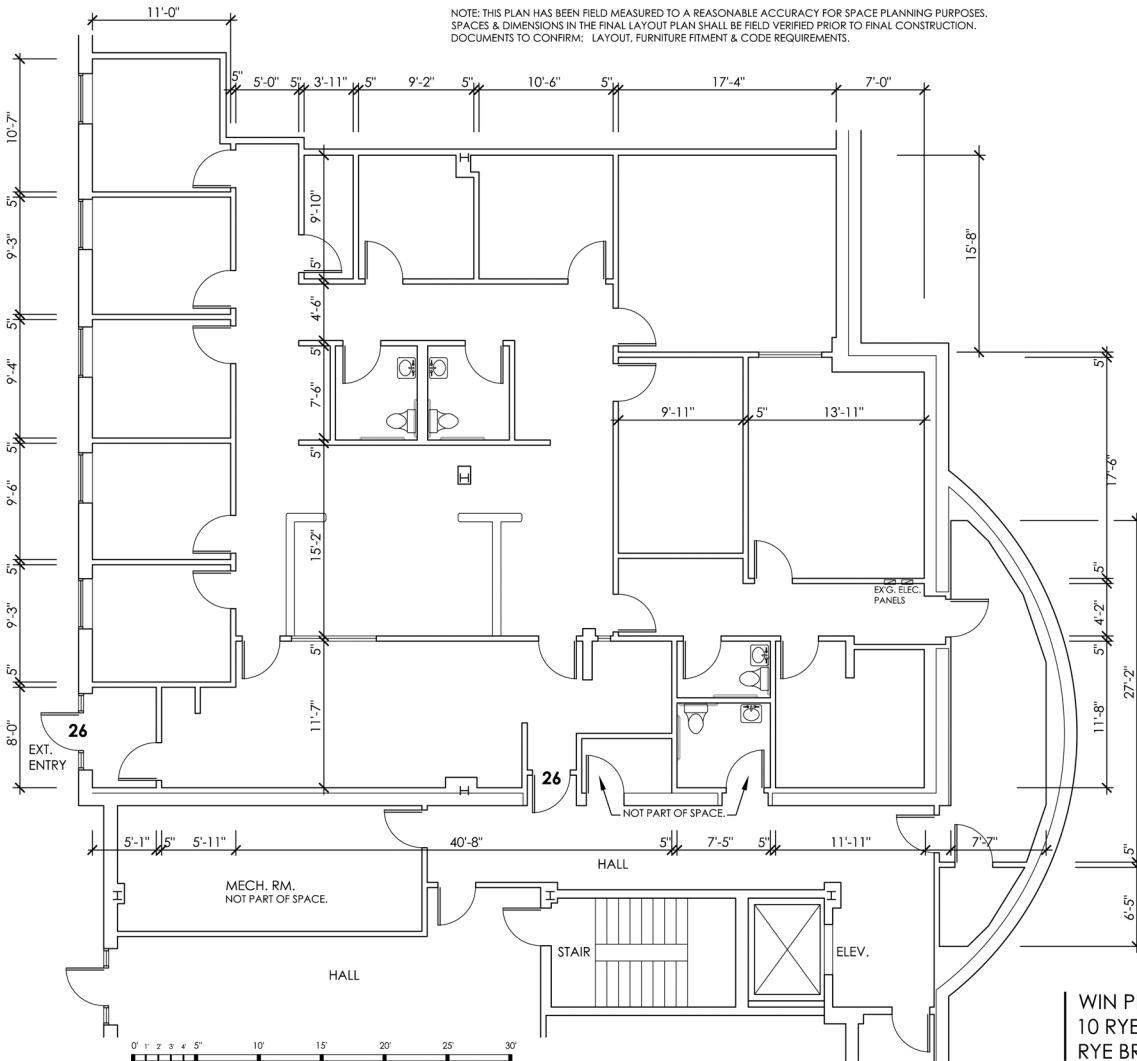 NOTE: THIS PLAN HAS BEEN FIELD MEASURED TO A REASONABLE ACCURACY FOR SPACE PLANNING PURPOSES.
SPACES & DIMENSIONS IN THE FINAL LAYOUT PLAN SHALL BE FIELD VERIFIED PRIOR TO FINAL CONSTRUCTION.
DOCUMENTS TO CONFIRM: LAYOUT, FURNITURE FITMENT & CODE REQUIREMENTS.
11'-0"
5" 5'-0" 5" 3'-11" 5" 9'-2" 5" 10'-6" 5" 17'-4" 7'-0"
10'-7"
5"
9'-3"
5"
9'-4"
5"
9'-6"
5"
9'-3"
5"
8'-0"
9'-10"
5"
4'-6"
5"
7'-6"
5"
15'-2"
5"
11'-7"
15'-8"
9'-11" 5" 13'-11"
5"
17'-6"
5"
4'-2"
5"
11'-8"
27'-2"
5"
6'-5"
EX'G. ELEC.
PANELS
26
EXT.
ENTRY
26
NOT PART OF SPACE.
5'-1" 5" 5'-11" 40'-8" 5" 7'-5" 5" 11'-11" 7'-7"
HALL
MECH. RM.
NOT PART OF SPACE.
STAIR
ELEV.
HALL
0' 1' 2' 3' 4' 5" 10' 15' 20' 25' 30'
WIN P
10 RYE
RYE BR